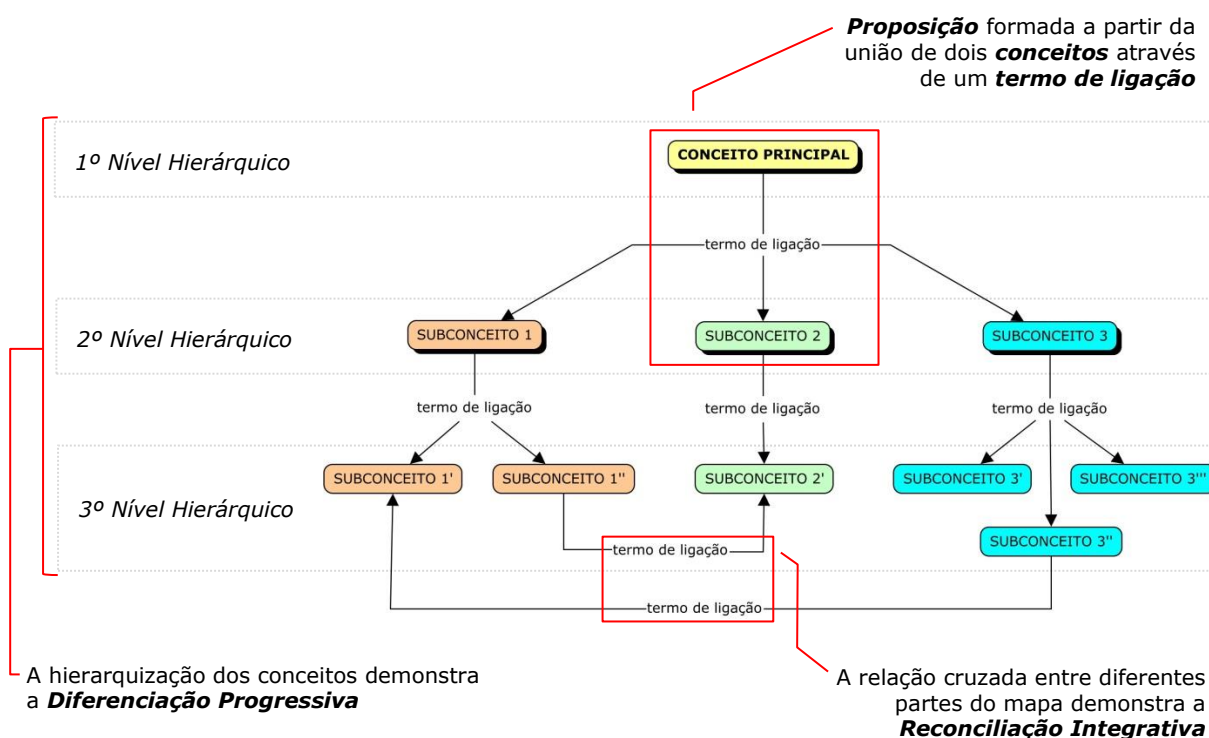 Proposição formada a partir da
união de dois conceitos através
de um termo de ligação
1º Nível Hierárquico
CONCEITO PRINCIPAL
termo de ligação
2º Nível Hierárquico
SUBCONCEITO 1
SUBCONCEITO 2
SUBCONCEITO 3
termo de ligação
termo de ligação
termo de ligação
3º Nível Hierárquico
SUBCONCEITO 1'
SUBCONCEITO 1''
SUBCONCEITO 2'
SUBCONCEITO 3'
SUBCONCEITO 3'''
SUBCONCEITO 3''
termo de ligação
termo de ligação
A hierarquização dos conceitos demonstra
a Diferenciação Progressiva
A relação cruzada entre diferentes
partes do mapa demonstra a
Reconciliação Integrativa